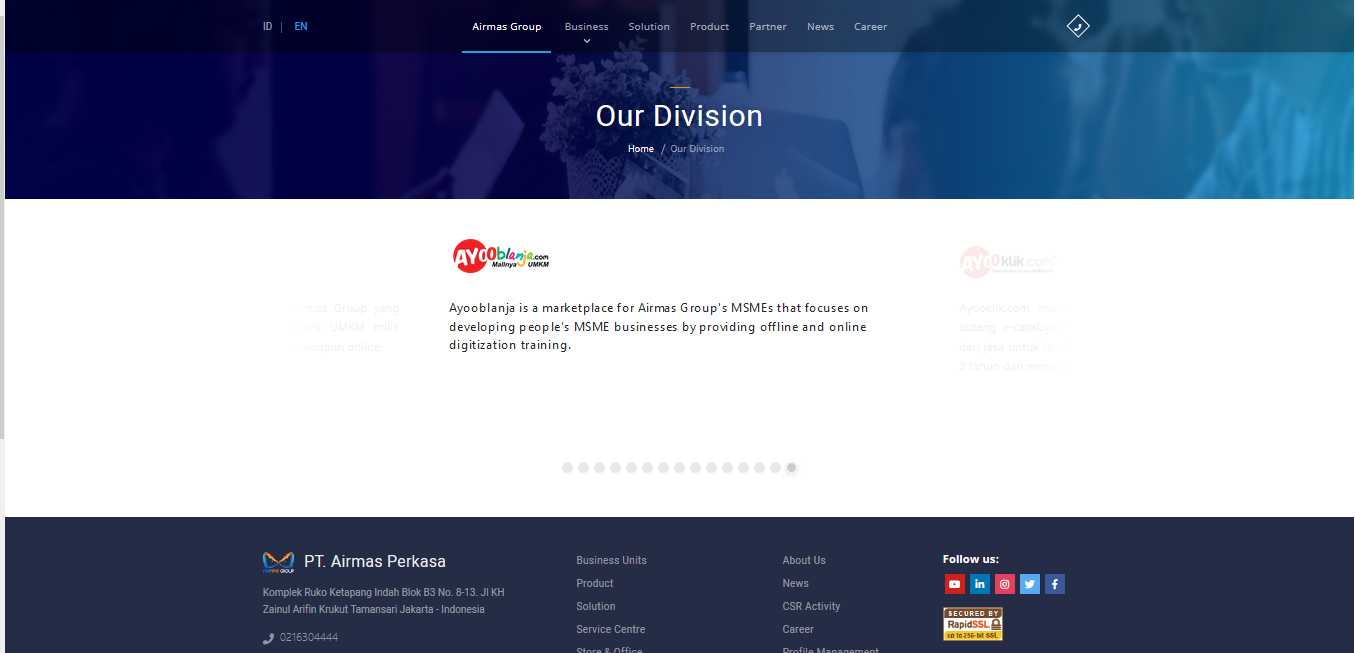 ID | EN
Airmas Group Business Solution Product Partner News Career
Our Division
Home / Our Division
AYOOblanja.com
Mallnya UMKM
AYOOklik.com
Ayooblanja is a marketplace for Airmas Group's MSMEs that focuses on
developing people's MSME businesses by providing offline and online
digitization training.
Group yang
UMKM milik
maupun online.
Ayooklik.com
bidang
dan jasa untuk
3 tahun dan
PT. Airmas Perkasa
AIRMAS GROUP
Komplek Ruko Ketapang Indah Blok B3 No. 8-13. Jl KH
Zainul Arifin Krukut Tamansari Jakarta - Indonesia
0216304444
Business Units
Product
Solution
Service Centre
Store & Office
About Us
News
CSR Activity
Career
Profile Management
Follow us:
SECURED BY
RapidSSL
up to 256-bit SSL